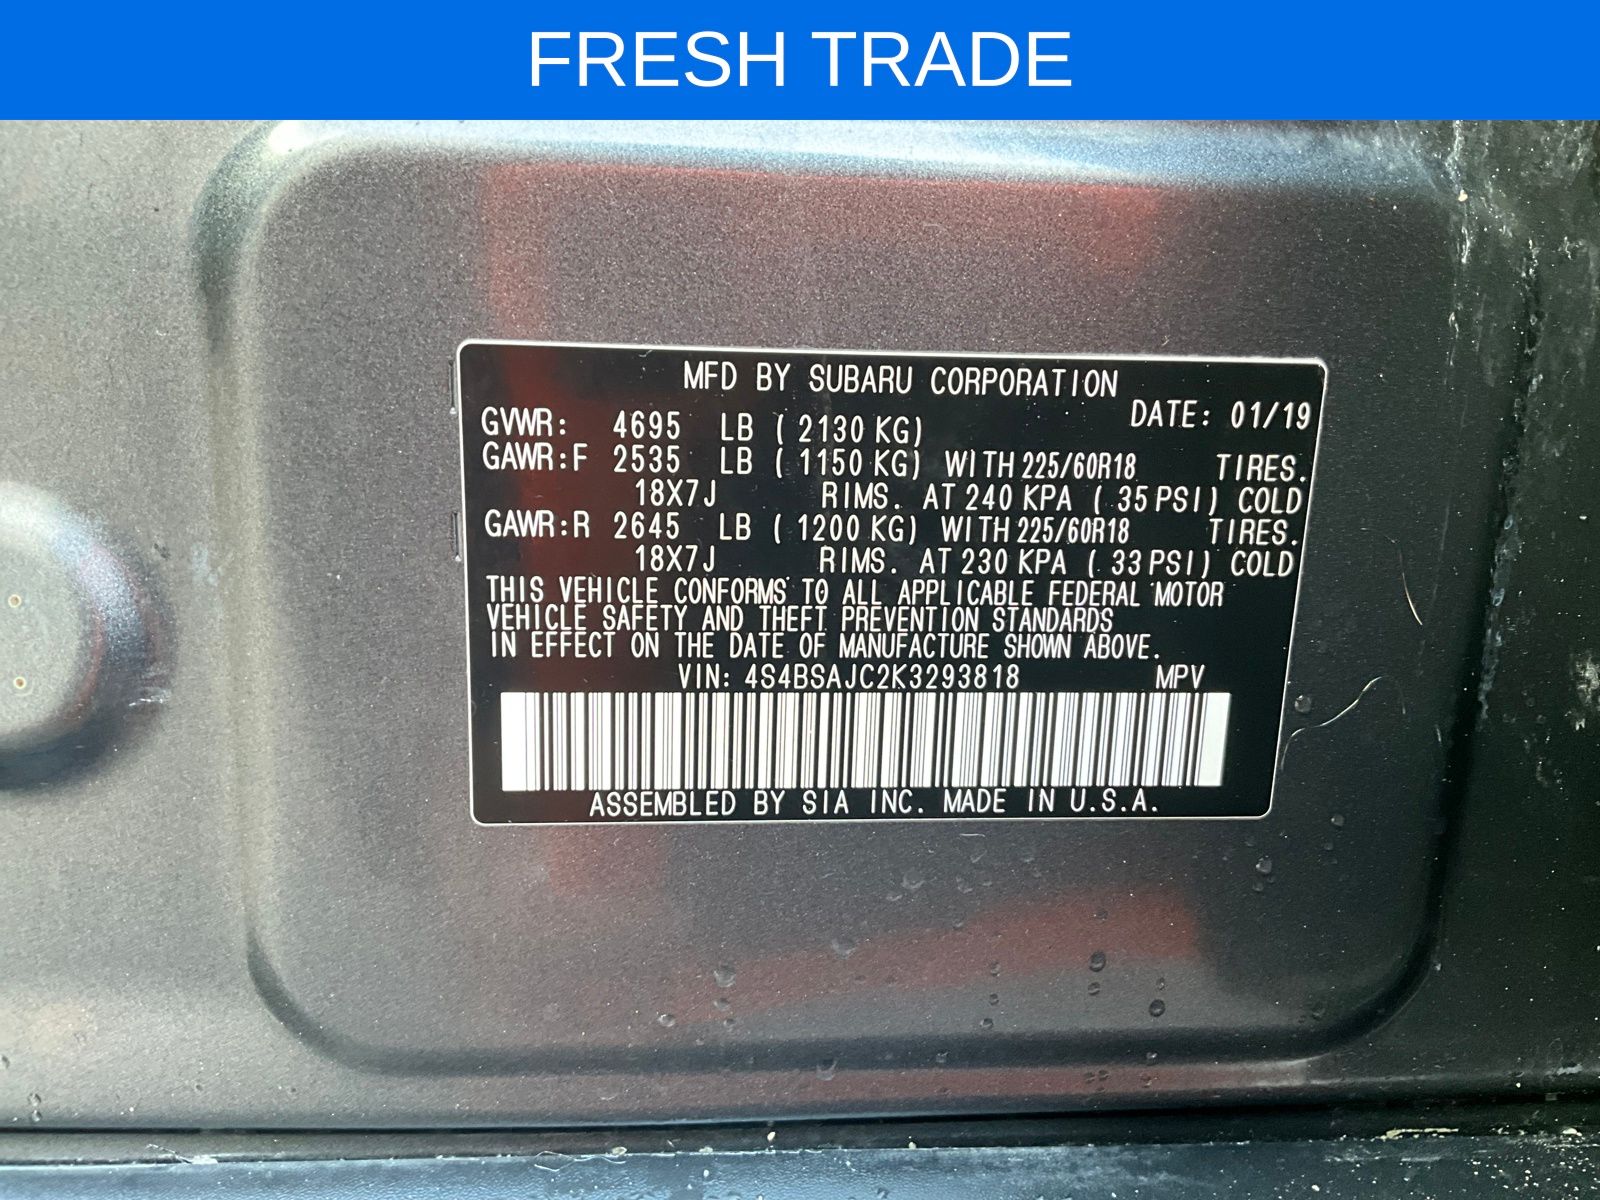 FRESH TRADE
MFD BY SUBARU CORPORATION
DATE: 01/19
GVWR: 4695 LB ( 2130 KG)
GAWR:F 2535 LB ( 1150 KG) WITH 225/60R18 TIRES.
18X7J RIMS. AT 240 KPA ( 35 PSI) COLD
GAWR:R 2645 LB ( 1200 KG) WITH 225/60R18 TIRES.
18X7J RIMS. AT 230 KPA ( 33 PSI) COLD
THIS VEHICLE CONFORMS TO ALL APPLICABLE FEDERAL MOTOR
VEHICLE SAFETY AND THEFT PREVENTION STANDARDS
IN EFFECT ON THE DATE OF MANUFACTURE SHOWN ABOVE.
VIN: 4S4BSAJC2K3293818 MPV
ASSEMBLED BY SIA INC. MADE IN U.S.A.